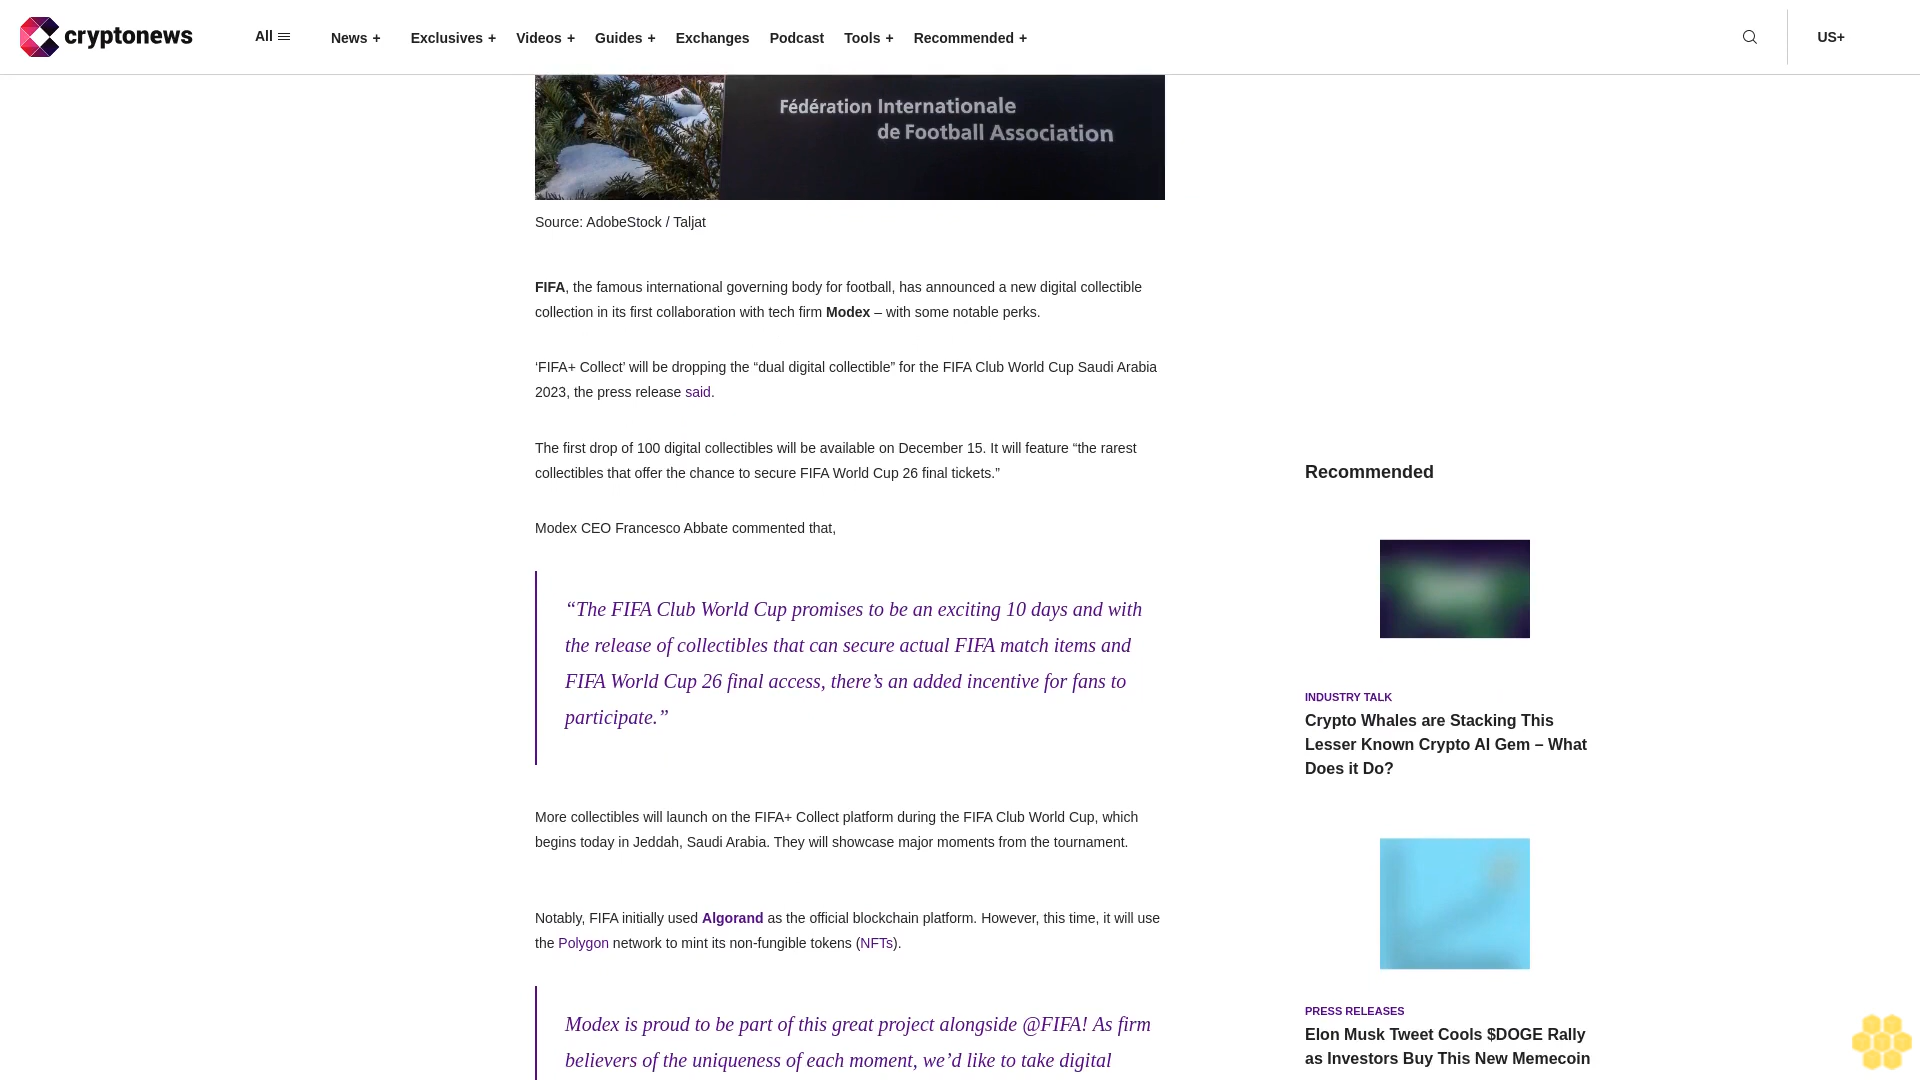 cryptonews
All
News +
Exclusives +
Videos +
Guides +
Exchanges
Podcast
Tools +
Recommended +
US+
Fédération Internationale
de Football Association
Source: AdobeStock / Taljat
FIFA, the famous international governing body for football, has announced a new digital collectible
collection in its first collaboration with tech firm Modex – with some notable perks.
‘FIFA+ Collect’ will be dropping the “dual digital collectible” for the FIFA Club World Cup Saudi Arabia
2023, the press release said.
The first drop of 100 digital collectibles will be available on December 15. It will feature “the rarest
collectibles that offer the chance to secure FIFA World Cup 26 final tickets.”
Modex CEO Francesco Abbate commented that,
“The FIFA Club World Cup promises to be an exciting 10 days and with
the release of collectibles that can secure actual FIFA match items and
FIFA World Cup 26 final access, there’s an added incentive for fans to
participate.”
More collectibles will launch on the FIFA+ Collect platform during the FIFA Club World Cup, which
begins today in Jeddah, Saudi Arabia. They will showcase major moments from the tournament.
Notably, FIFA initially used Algorand as the official blockchain platform. However, this time, it will use
the Polygon network to mint its non-fungible tokens (NFTs).
Modex is proud to be part of this great project alongside @FIFA! As firm
believers of the uniqueness of each moment, we’d like to take digital
Recommended
INDUSTRY TALK
Crypto Whales are Stacking This
Lesser Known Crypto AI Gem – What
Does it Do?
PRESS RELEASES
Elon Musk Tweet Cools $DOGE Rally
as Investors Buy This New Memecoin